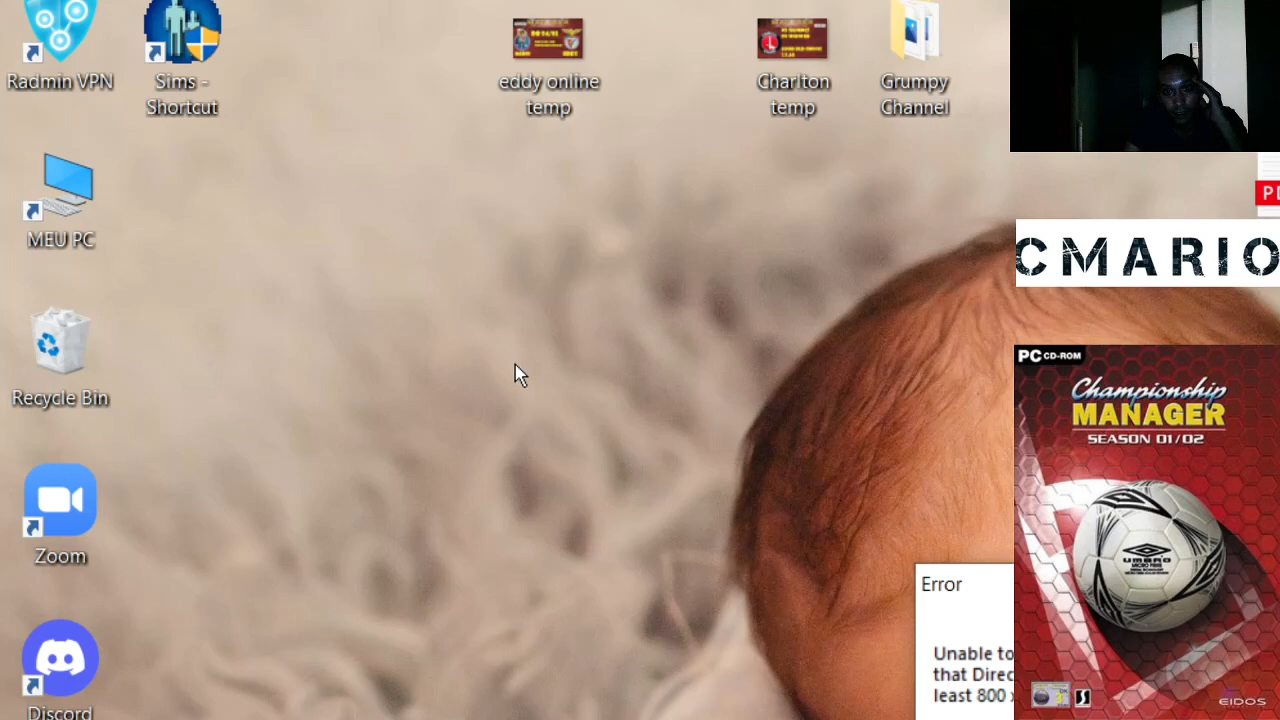 Radmin VPN
Sims -
Shortcut
eddy online
temp
Charlton
temp
Grumpy
Channel
MEU PC
CMARIO
Recycle Bin
PC CD-ROM
Championship
MANAGER
SEASON 01/02
Zoom
UMBRO
Error
Unable to
that Direc
least 800
Discord
EIDOS